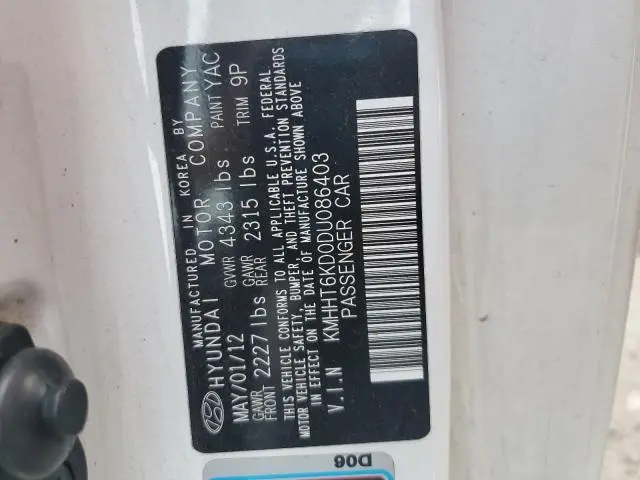 MANUFACTURED IN KOREA BY
HYUNDAI MOTOR COMPANY
MAY/01/12 GVWR 4343 lbs PAINT YAC
GAWR FRONT 2227 lbs GAWR REAR 2315 lbs TRIM 9P
THIS VEHICLE CONFORMS TO ALL APPLICABLE U.S.A. FEDERAL
MOTOR VEHICLE SAFETY, BUMPER, AND THEFT PREVENTION STANDARDS
IN EFFECT ON THE DATE OF MANUFACTURE SHOWN ABOVE
V.I.N KMHHT6KD0DU086403
PASSENGER CAR
D06